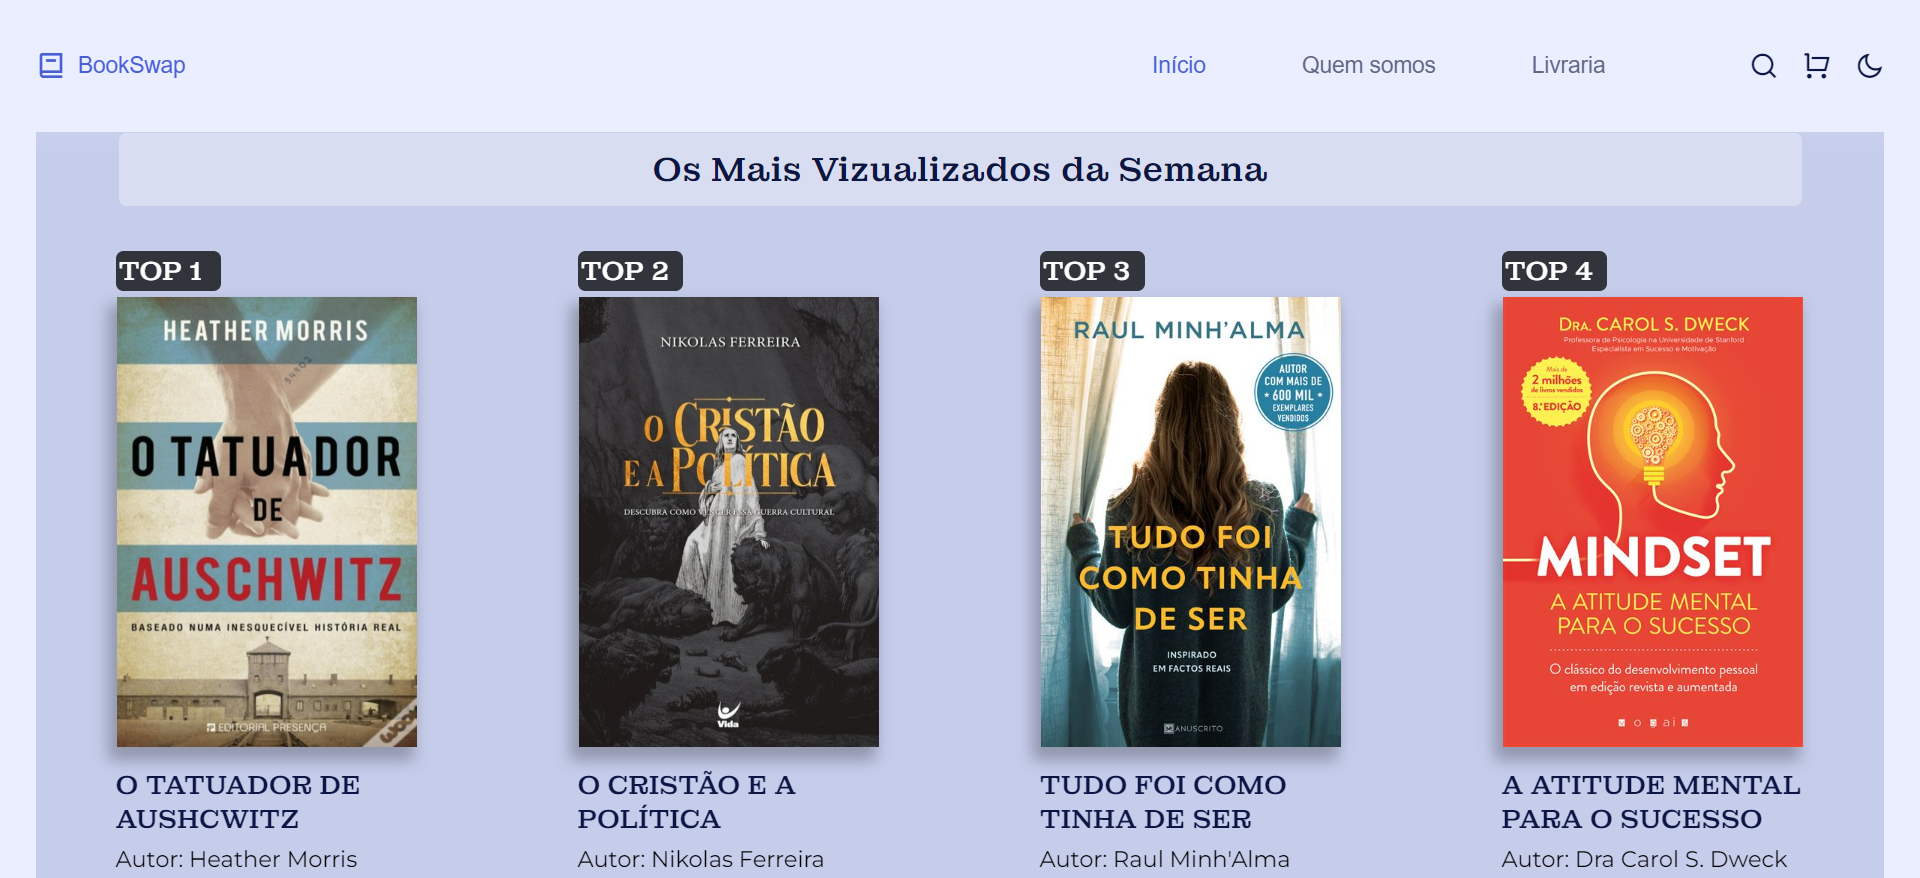 BookSwap
Início
Quem somos
Livraria
Os Mais Vizualizados da Semana
TOP 1
HEATHER MORRIS
34902
O TATUADOR
DE
AUSCHWITZ
BASEADO NUMA INESQUECÍVEL HISTÓRIA REAL
EDITORIAL PRESENÇA
O TATUADOR DE
AUSHCWITZ
Autor: Heather Morris
TOP 2
NIKOLAS FERREIRA
O CRISTÃO
E A POLÍTICA
DESCUBRA COMO VENCER ESSA GUERRA CULTURAL
Vida
O CRISTÃO E A
POLÍTICA
Autor: Nikolas Ferreira
TOP 3
RAUL MINH'ALMA
AUTOR
COM MAIS DE
600 MIL
EXEMPLARES
VENDIDOS
TUDO FOI
COMO TINHA
DE SER
INSPIRADO
EM FACTOS REAIS
MANUSCRITO
TUDO FOI COMO
TINHA DE SER
Autor: Raul Minh'Alma
TOP 4
DRA. CAROL S. DWECK
Professora de Psicologia na Universidade de Stanford
Especialista em Sucesso e Motivação
Mais de
2 milhões
de livros vendidos
8.ª EDIÇÃO
MINDSET
A ATITUDE MENTAL
PARA O SUCESSO
O clássico do desenvolvimento pessoal
em edição revista e aumentada
vogais
A ATITUDE MENTAL
PARA O SUCESSO
Autor: Dra Carol S. Dweck